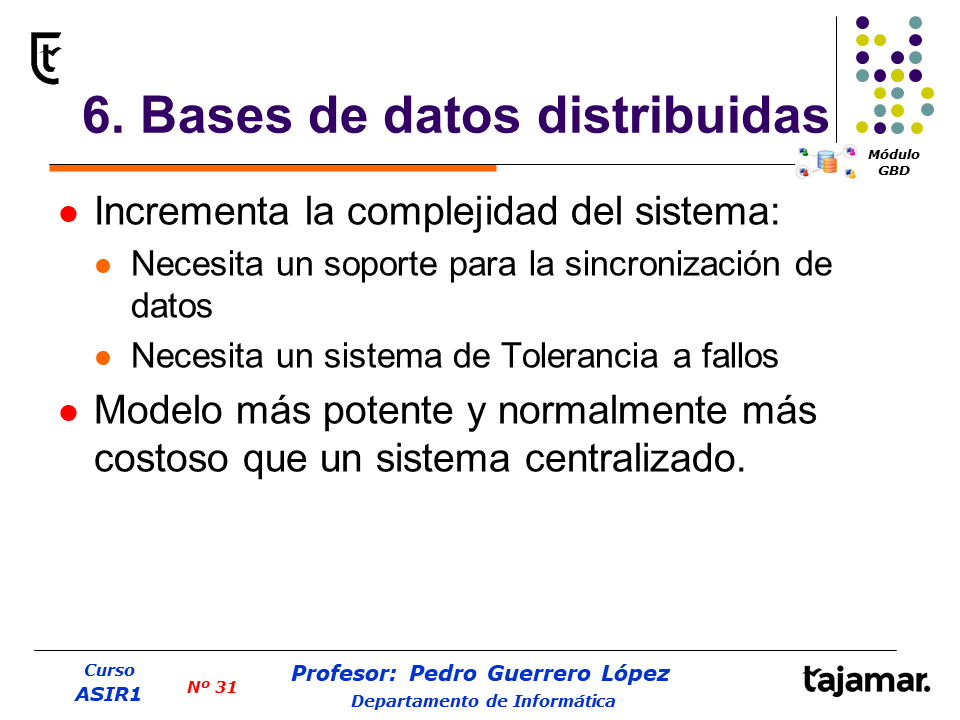 6. Bases de datos distribuidas
Módulo
GBD
Incrementa la complejidad del sistema:
Necesita un soporte para la sincronización de
datos
Necesita un sistema de Tolerancia a fallos
Modelo más potente y normalmente más
costoso que un sistema centralizado.
Curso
ASIR1
Nº 31
Profesor: Pedro Guerrero López
Departamento de Informática
tajamar.